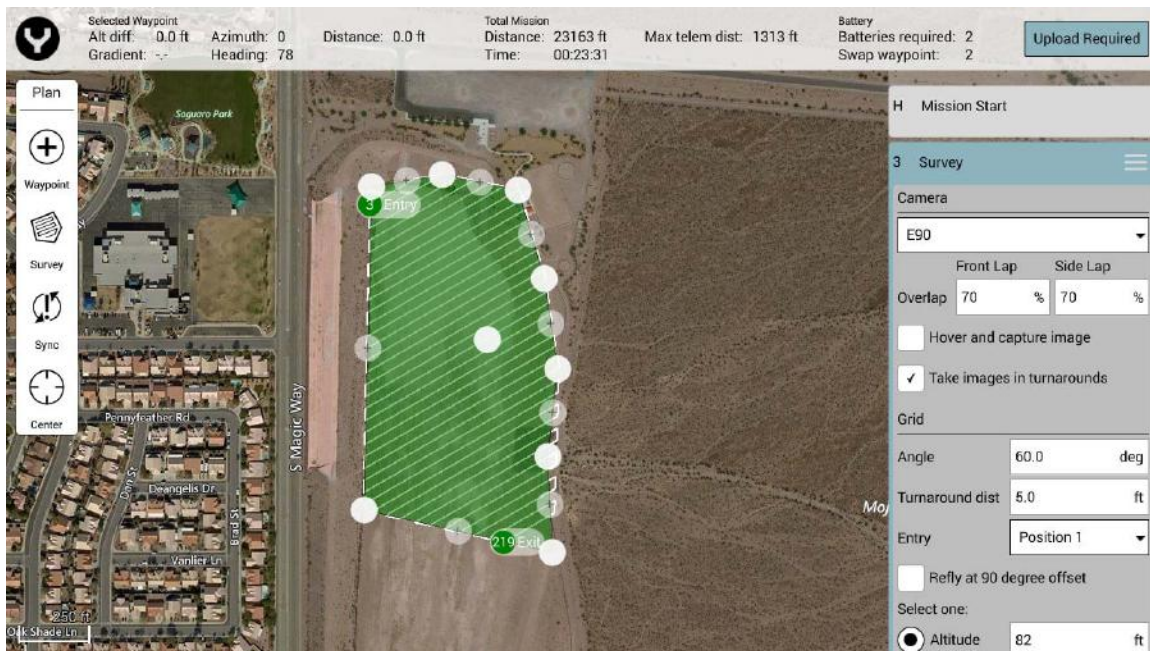 Selected Waypoint
Alt diff: 0.0 ft Azimuth: 0 Distance: 0.0 ft
Gradient: -.- Heading: 78
Total Mission
Distance: 23163 ft Max telem dist: 1313 ft
Time: 00:23:31
Battery
Batteries required: 2
Swap waypoint: 2
Upload Required
Plan
Waypoint
Survey
Sync
Center
Saguaro Park
3 Entry
219 Exit
S Magic Way
Pennyfeather Rd
Don St
Deangelis Dr
Brad St
Vanlier Ln
250 ft
Oak Shade Ln
Moj
H Mission Start
3 Survey
Camera
E90
Front Lap Side Lap
Overlap 70 % 70 %
Hover and capture image
✓ Take images in turnarounds
Grid
Angle 60.0 deg
Turnaround dist 5.0 ft
Entry Position 1
Refly at 90 degree offset
Select one:
Altitude 82 ft